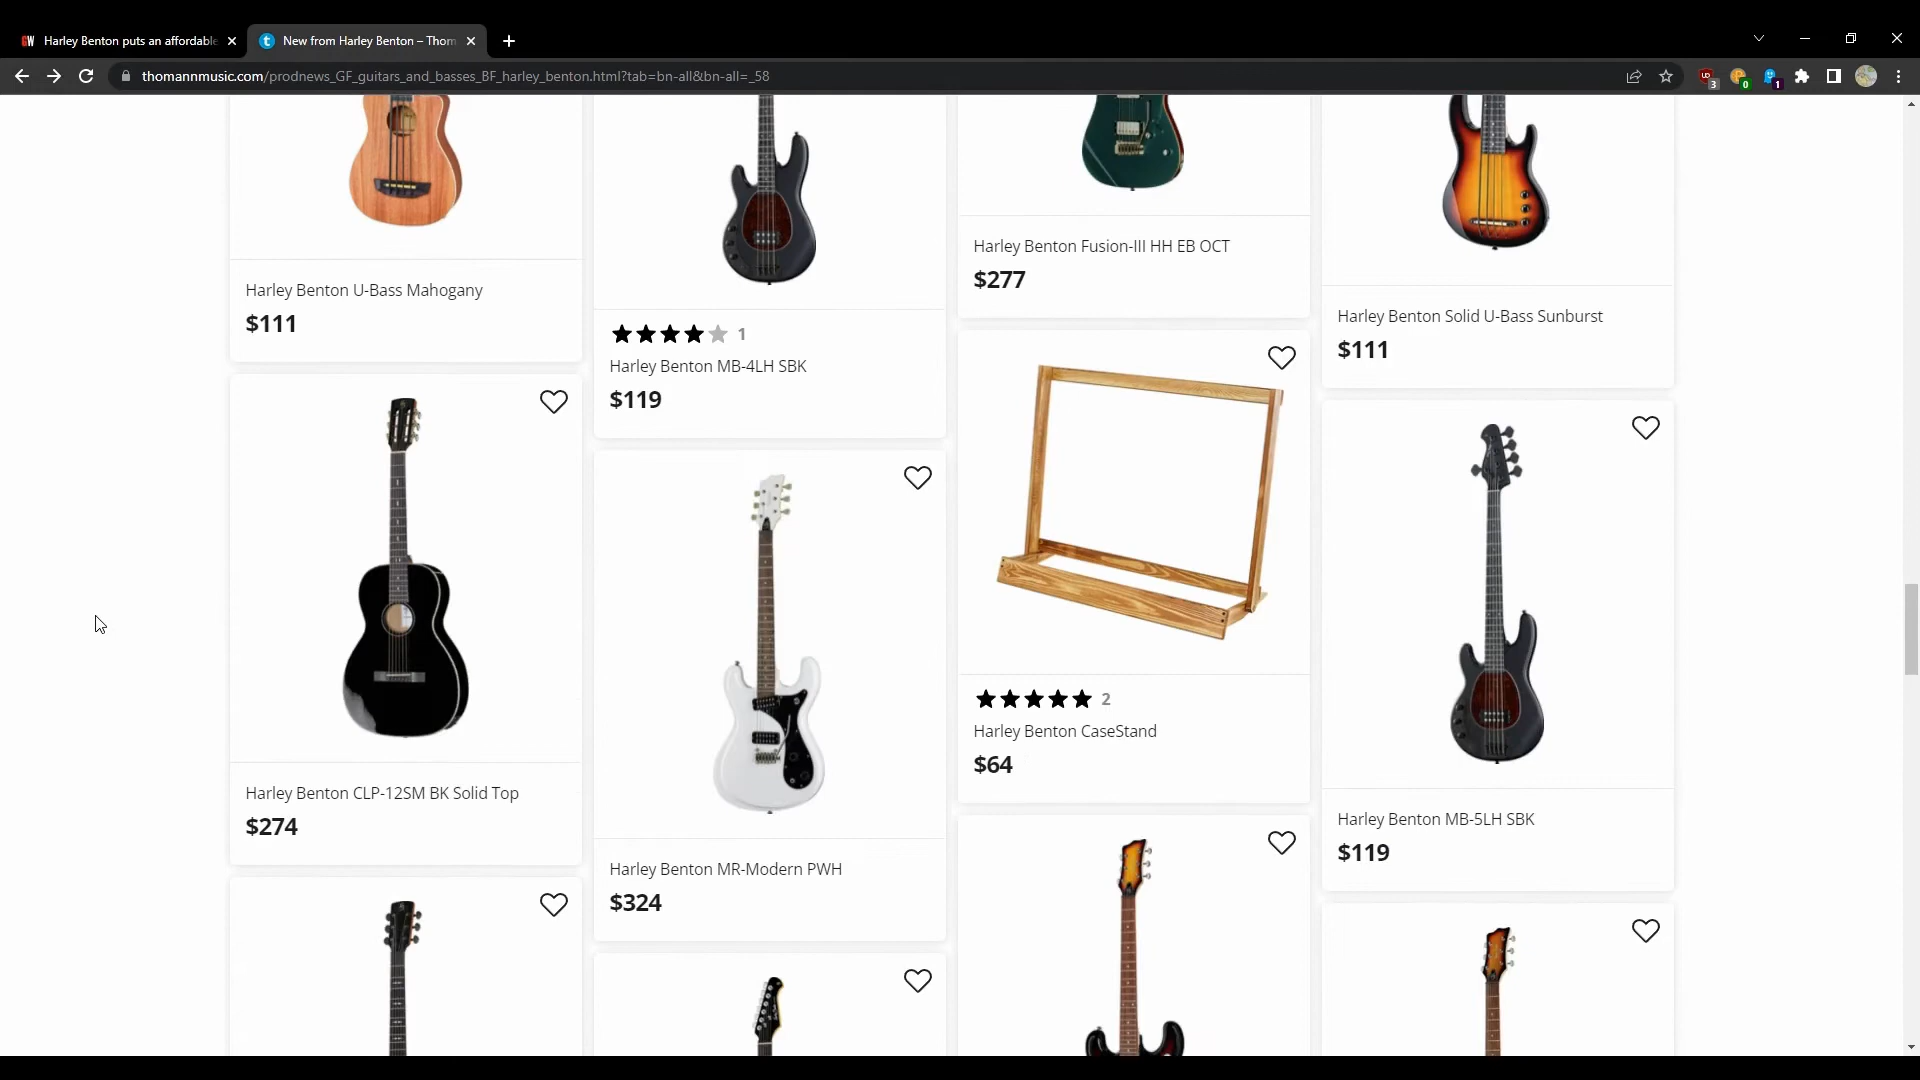 Harley Benton puts an affordable
New from Harley Benton – Thom
thomannmusic.com/prodnews_GF_guitars_and_basses_BF_harley_benton.html?tab=bn-all&bn-all=_58
3
0
1
Harley Benton U-Bass Mahogany
$111
1
Harley Benton MB-4LH SBK
$119
Harley Benton Fusion-III HH EB OCT
$277
Harley Benton Solid U-Bass Sunburst
$111
Harley Benton CLP-12SM BK Solid Top
$274
Harley Benton MR-Modern PWH
$324
2
Harley Benton CaseStand
$64
Harley Benton MB-5LH SBK
$119